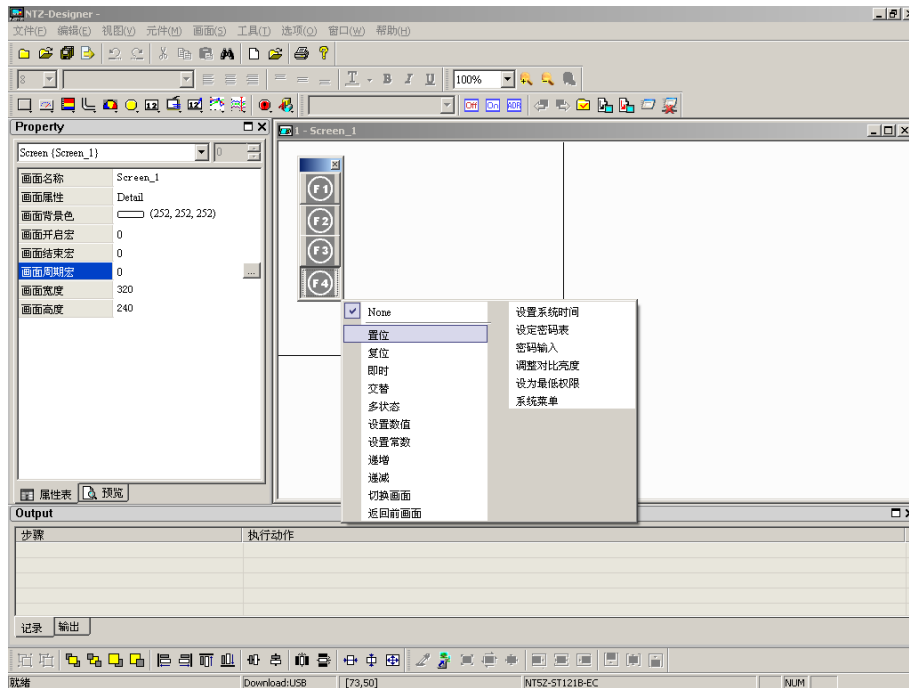 NTZ-Designer -
文件(F) 编辑(E) 视图(V) 元件(M) 画面(S) 工具(T) 选项(O) 窗口(W) 帮助(H)
8 100%
Off On ADR
Property
Screen {Screen_1} 0
画面名称 Screen_1
画面属性 Detail
画面背景色 (252, 252, 252)
画面开启宏 0
画面结束宏 0
画面周期宏 0 ...
画面宽度 320
画面高度 240
属性表 预览
1 - Screen_1
F1
F2
F3
F4
None
置位
复位
即时
交替
多状态
设置数值
设置常数
递增
递减
切换画面
返回前画面
设置系统时间
设定密码表
密码输入
调整对比亮度
设为最低权限
系统菜单
Output
步骤 执行动作
记录 输出
就绪 Download:USB [73,50] NT5Z-ST121B-EC NUM